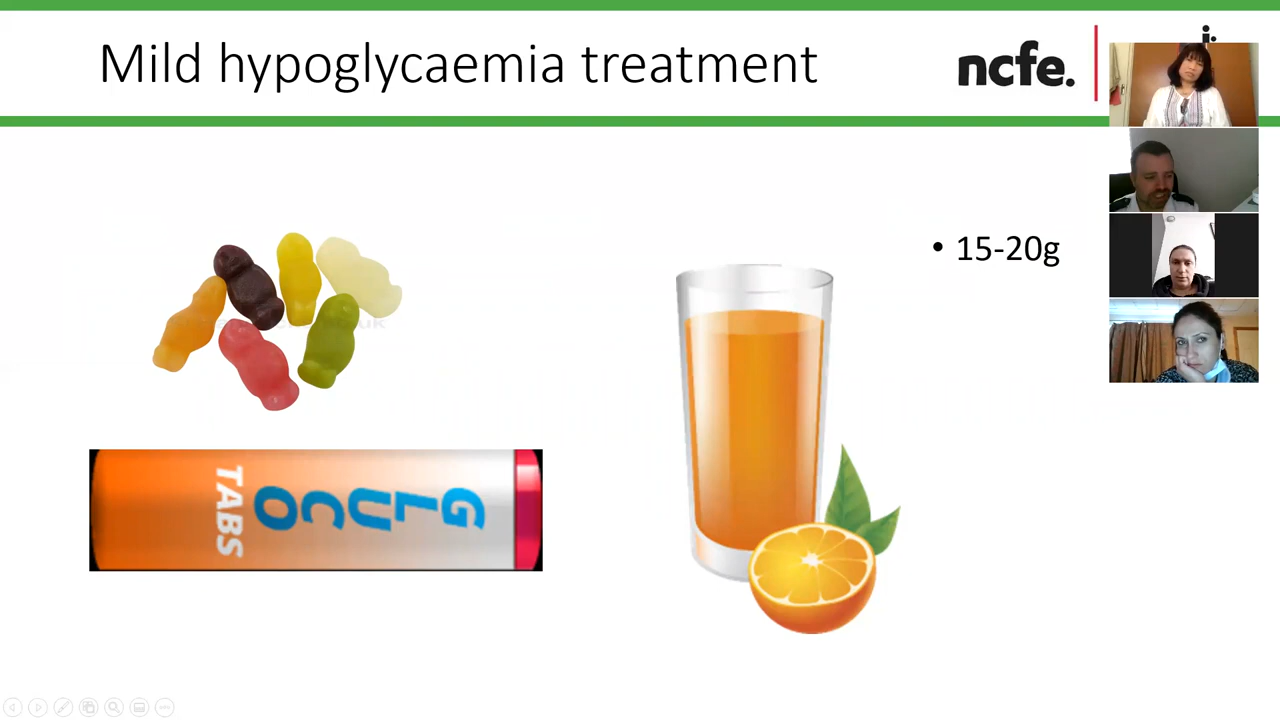 Mild hypoglycaemia treatment
ncfe.
• 15-20g
GLUCO
TABS